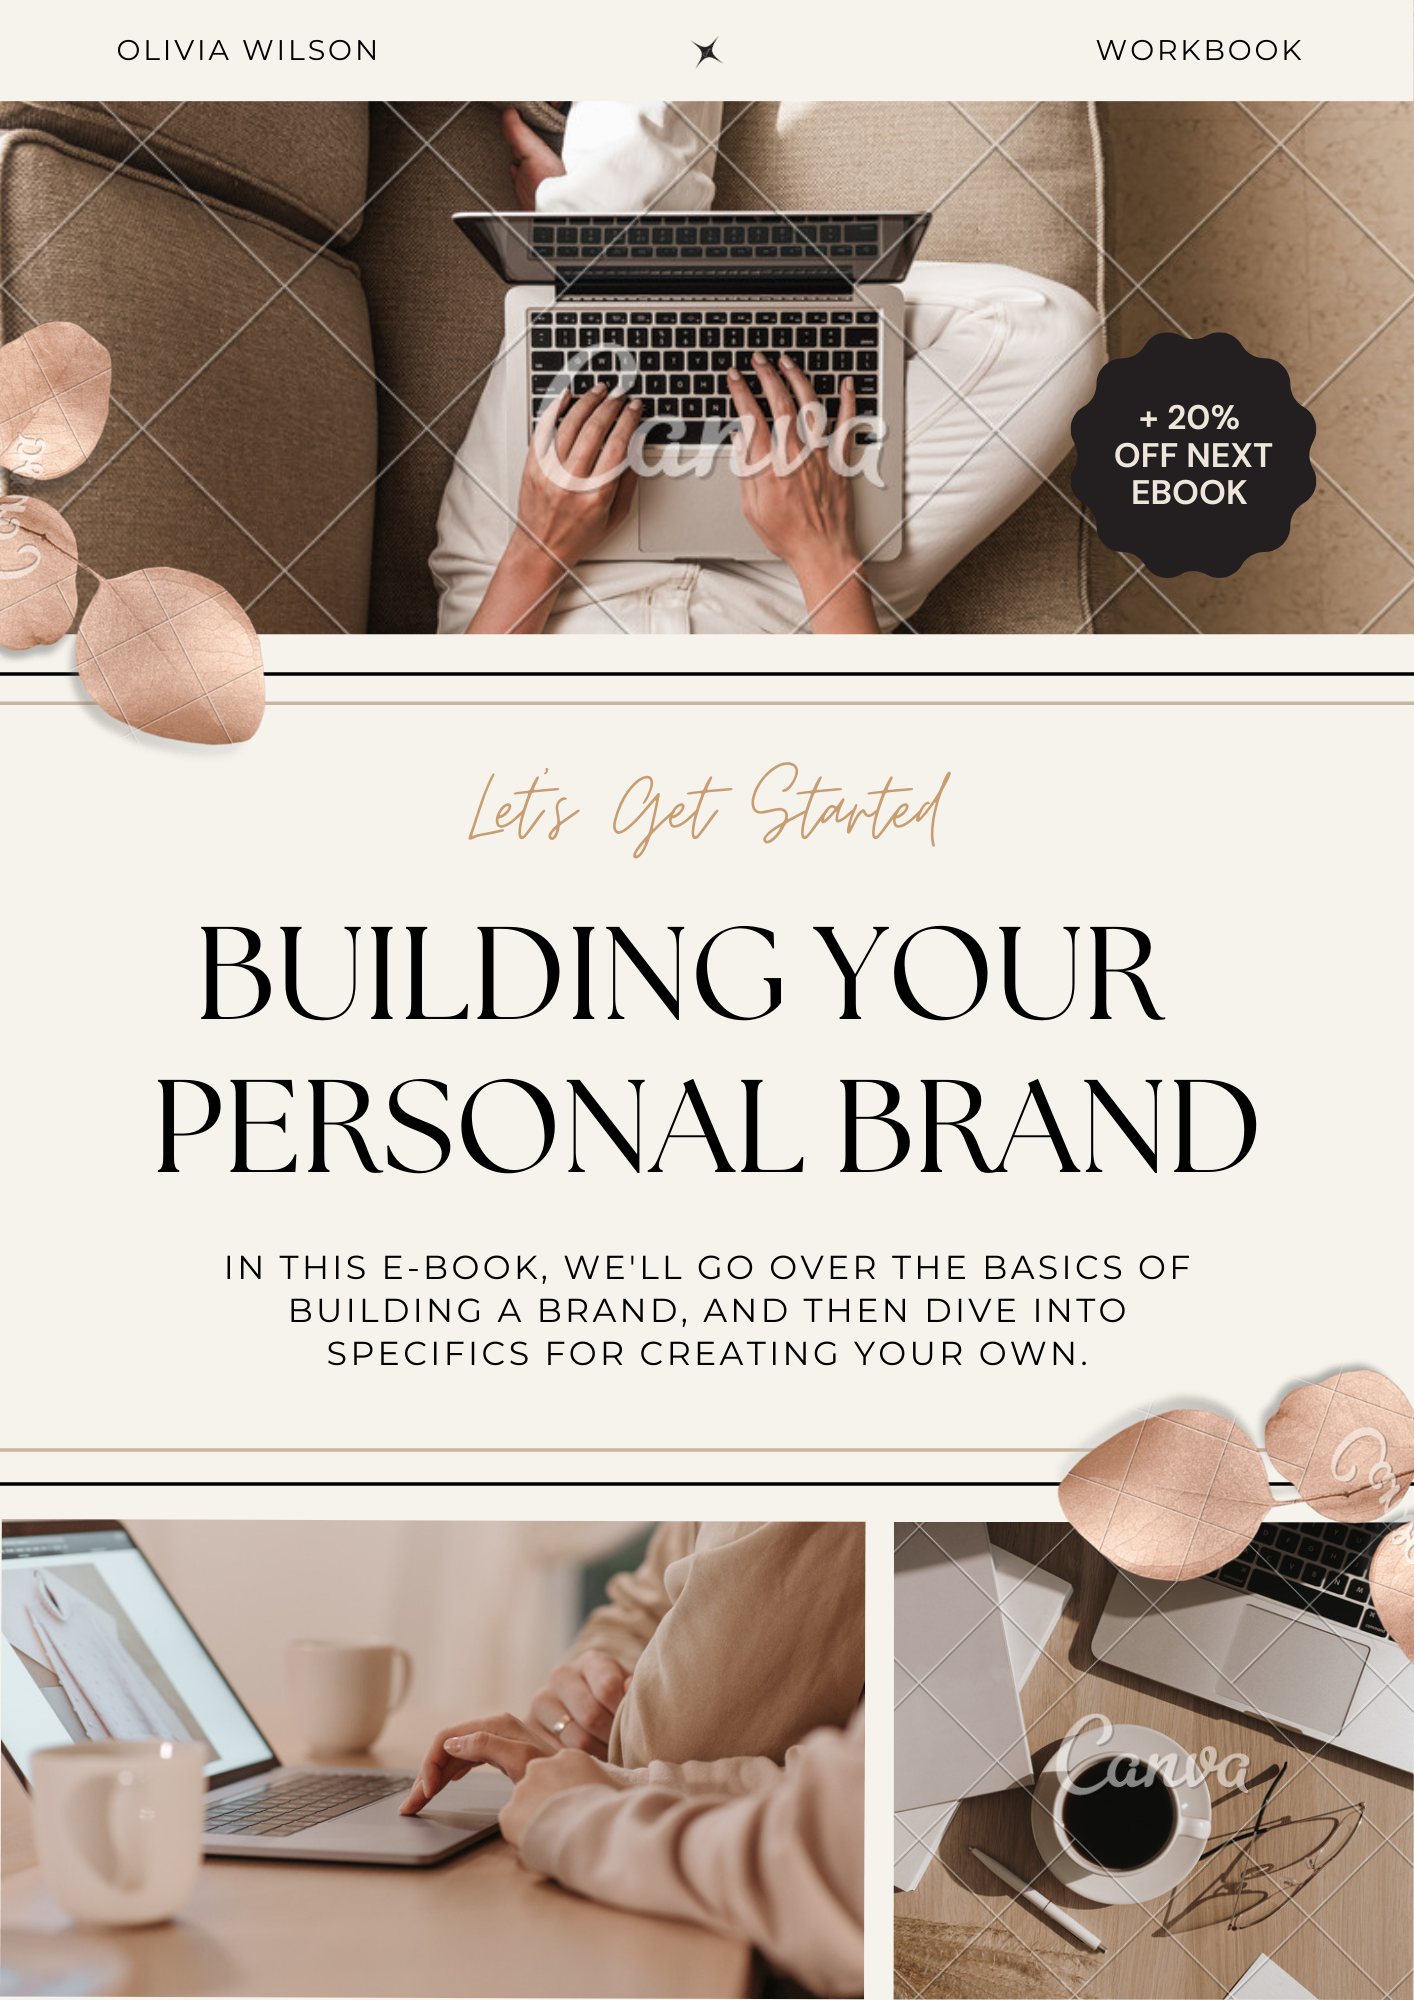 OLIVIA WILSON
WORKBOOK
Canva
+ 20%
OFF NEXT
EBOOK
Let's Get Started
BUILDING YOUR
PERSONAL BRAND
IN THIS E-BOOK, WE'LL GO OVER THE BASICS OF
BUILDING A BRAND, AND THEN DIVE INTO
SPECIFICS FOR CREATING YOUR OWN.
Canva